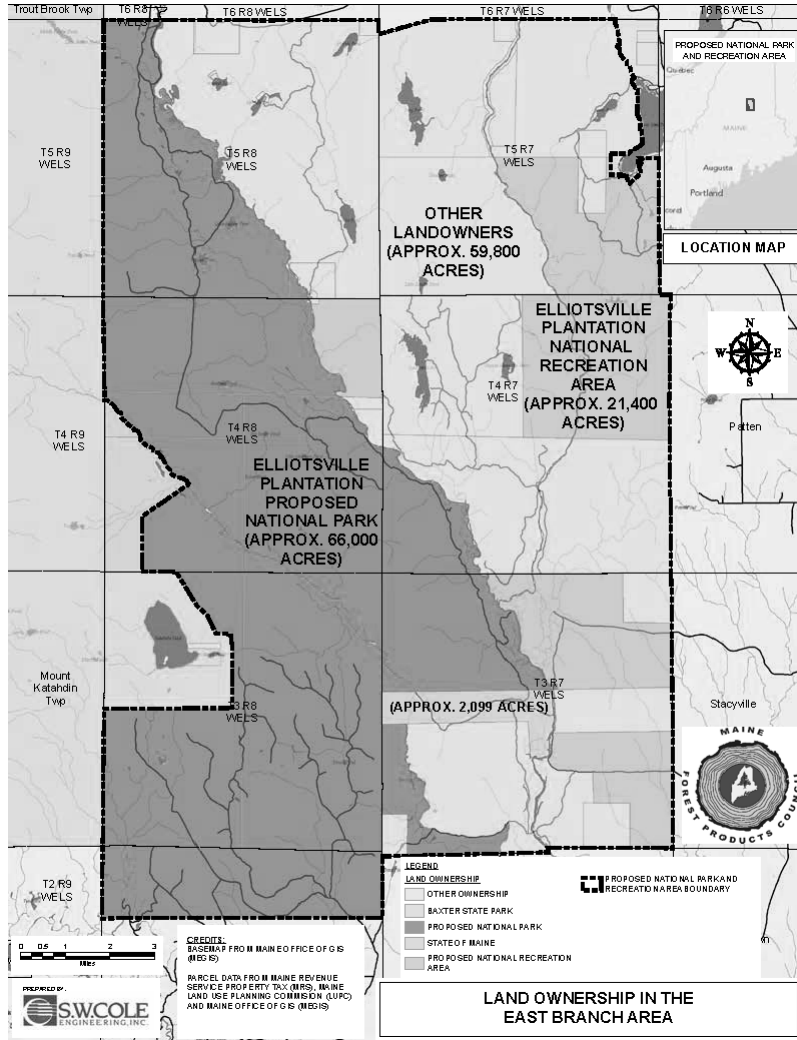 Trout Brook Twp
T6 R8
T6 R8 WELS
T6 R7 WELS
T6 R6 WELS
PROPOSED NATIONAL PARK
AND RECREATION AREA
Québec
MAINE
Augusta
Portland
LOCATION MAP
T5 R9
WELS
T5 R8
WELS
T5 R7
WELS
OTHER
LANDOWNERS
(APPROX. 59,800
ACRES)
ELLIOTSVILLE
PLANTATION
NATIONAL
RECREATION
AREA
(APPROX. 21,400
ACRES)
N
W E
S
T4 R7
WELS
Patten
T4 R9
WELS
T4 R8
WELS
ELLIOTSVILLE
PLANTATION
PROPOSED
NATIONAL PARK
(APPROX. 66,000
ACRES)
Mount
Katahdin
Twp
T3 R8
WELS
T3 R7
WELS
(APPROX. 2,099 ACRES)
Stacyville
MAINE
FOREST PRODUCTS COUNCIL
T2 R9
WELS
LEGEND
LAND OWNERSHIP
OTHER OWNERSHIP
BAXTER STATE PARK
PROPOSED NATIONAL PARK
STATE OF MAINE
PROPOSED NATIONAL RECREATION
AREA
PROPOSED NATIONAL PARK AND
RECREATION AREA BOUNDARY
0 0.5 1 2 3
Miles
PREPARED BY:
S.W.COLE
ENGINEERING, INC.
CREDITS:
BASEMAP FROM MAINE OFFICE OF GIS
(MEGIS)
PARCEL DATA FROM MAINE REVENUE
SERVICE PROPERTY TAX (MRS), MAINE
LAND USE PLANNING COMMISION (LUPC)
AND MAINE OFFICE OF GIS (MEGIS)
LAND OWNERSHIP IN THE
EAST BRANCH AREA